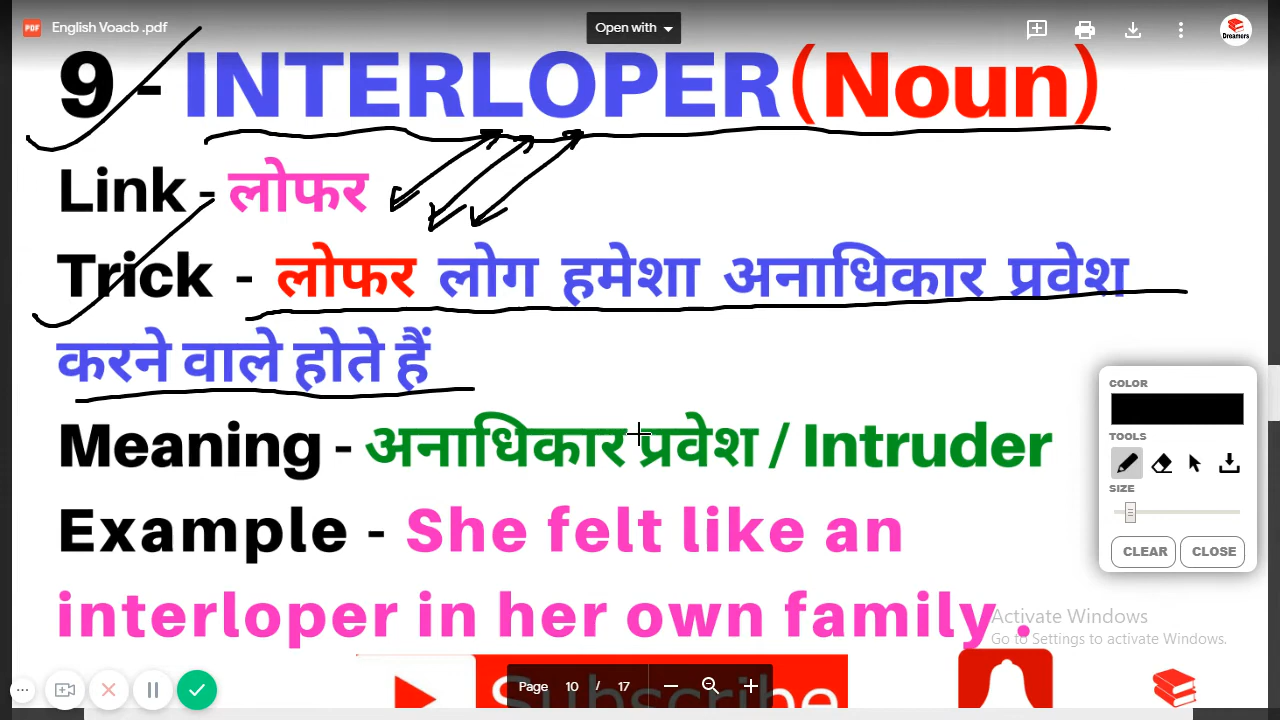 English Voacb .pdf
Open with
Dreamers
9 - INTERLOPER(Noun)
Link - लोफर
Trick - लोफर लोग हमेशा अनाधिकार प्रवेश
करने वाले होते हैं
Meaning - अनाधिकार प्रवेश / Intruder
Example - She felt like an
interloper in her own family .
COLOR
TOOLS
SIZE
CLEAR CLOSE
Activate Windows
Go to Settings to activate Windows.
Subscribe
Page 10 / 17